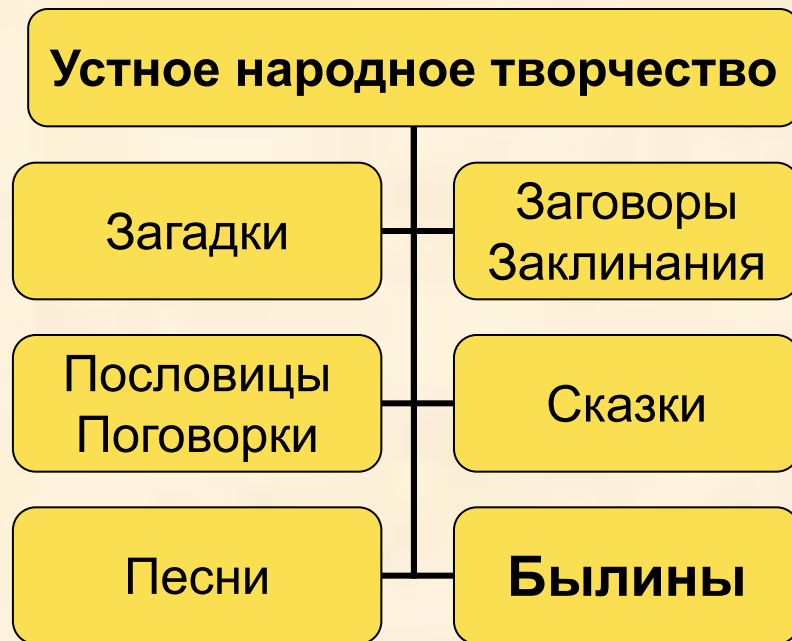 Устное народное творчество
Загадки
Заговоры
Заклинания
Пословицы
Поговорки
Сказки
Песни
Былины